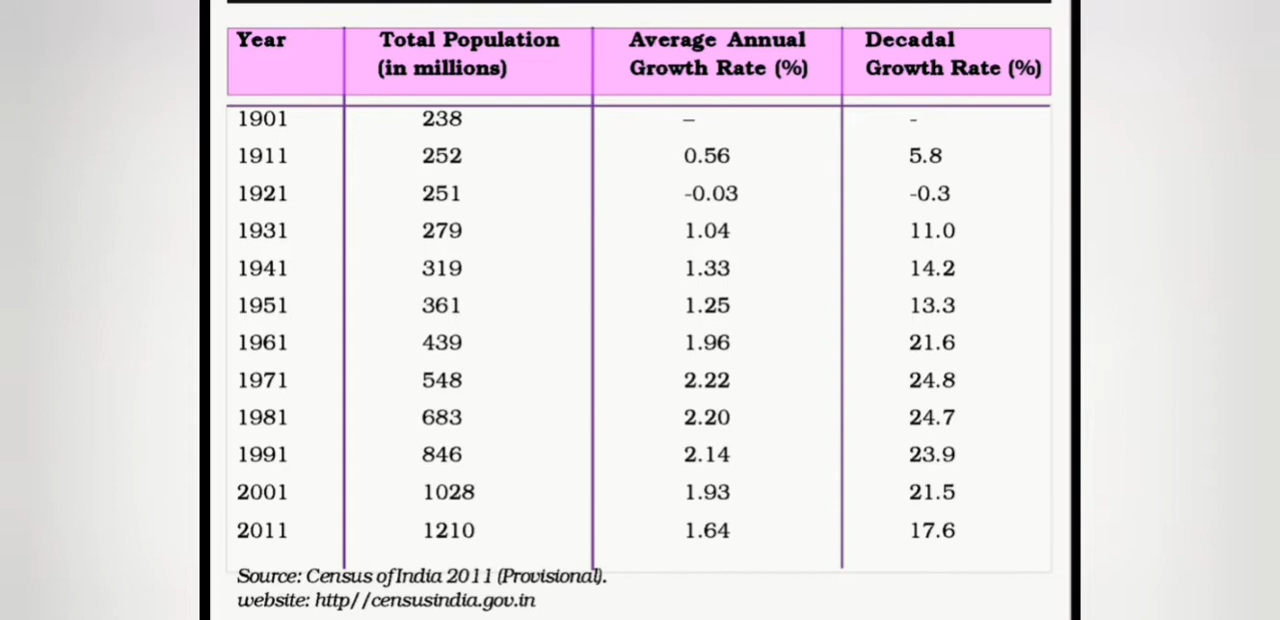 Year Total Population Average Annual Decadal
(in millions) Growth Rate (%) Growth Rate (%)
1901 238 – -
1911 252 0.56 5.8
1921 251 -0.03 -0.3
1931 279 1.04 11.0
1941 319 1.33 14.2
1951 361 1.25 13.3
1961 439 1.96 21.6
1971 548 2.22 24.8
1981 683 2.20 24.7
1991 846 2.14 23.9
2001 1028 1.93 21.5
2011 1210 1.64 17.6
Source: Census of India 2011 (Provisional).
website: http//censusindia.gov.in